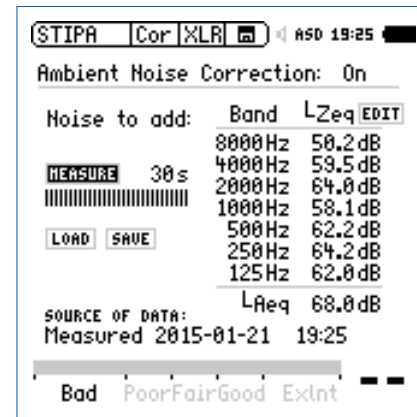 STIPA Cor XLR ASD 19:25
Ambient Noise Correction: On
Noise to add: Band LZeq EDIT
8000Hz 50.2dB
4000Hz 59.5dB
MEASURE 30s 2000Hz 64.0dB
1000Hz 58.1dB
LOAD SAVE 500Hz 62.2dB
250Hz 64.2dB
125Hz 62.0dB
LAeq 68.0dB
SOURCE OF DATA:
Measured 2015-01-21 19:25
Bad Poor Fair Good Exlnt --